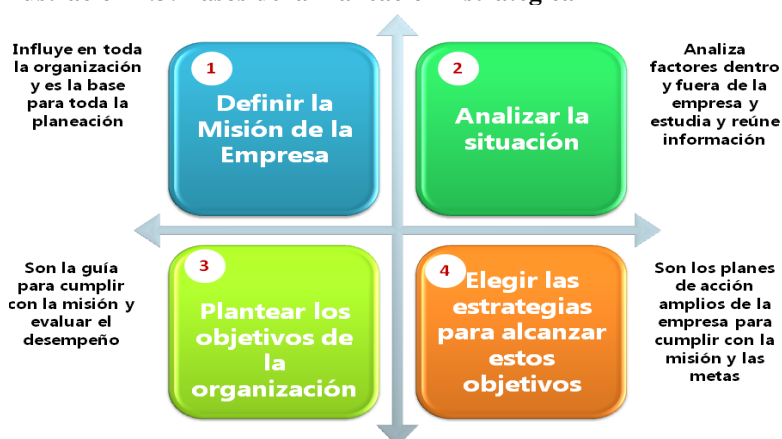 Influye en toda
la organización
y es la base
para toda la
planeación
1
Definir la
Misión de la
Empresa
2
Analizar la
situación
Analiza
factores dentro
y fuera de la
empresa y
estudia y reúne
información
Son la guía
para cumplir
con la misión y
evaluar el
desempeño
3
Plantear los
objetivos de
la
organización
4
Elegir las
estrategias
para alcanzar
estos
objetivos
Son los planes
de acción
amplios de la
empresa para
cumplir con la
misión y las
metas